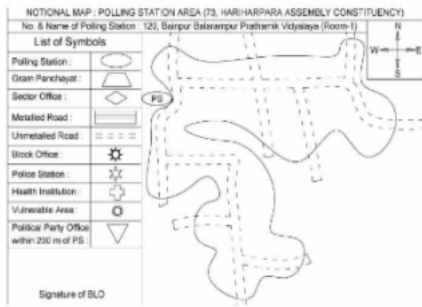 NOTIONAL MAP : POLLING STATION AREA (73, HARIHARPARA ASSEMBLY CONSTITUENCY)
No. & Name of Polling Station : 120, Bainpur Balarampur Prathamik Vidyalaya (Room-1)
List of Symbols
Polling Station :
Gram Panchayat :
Sector Office :
Metalled Road :
Unmetalled Road :
Block Office :
Police Station :
Health Institution :
Vulnerable Area :
Political Party Office
within 200 m of PS :
Signature of BLO
PS
N
W
E
S